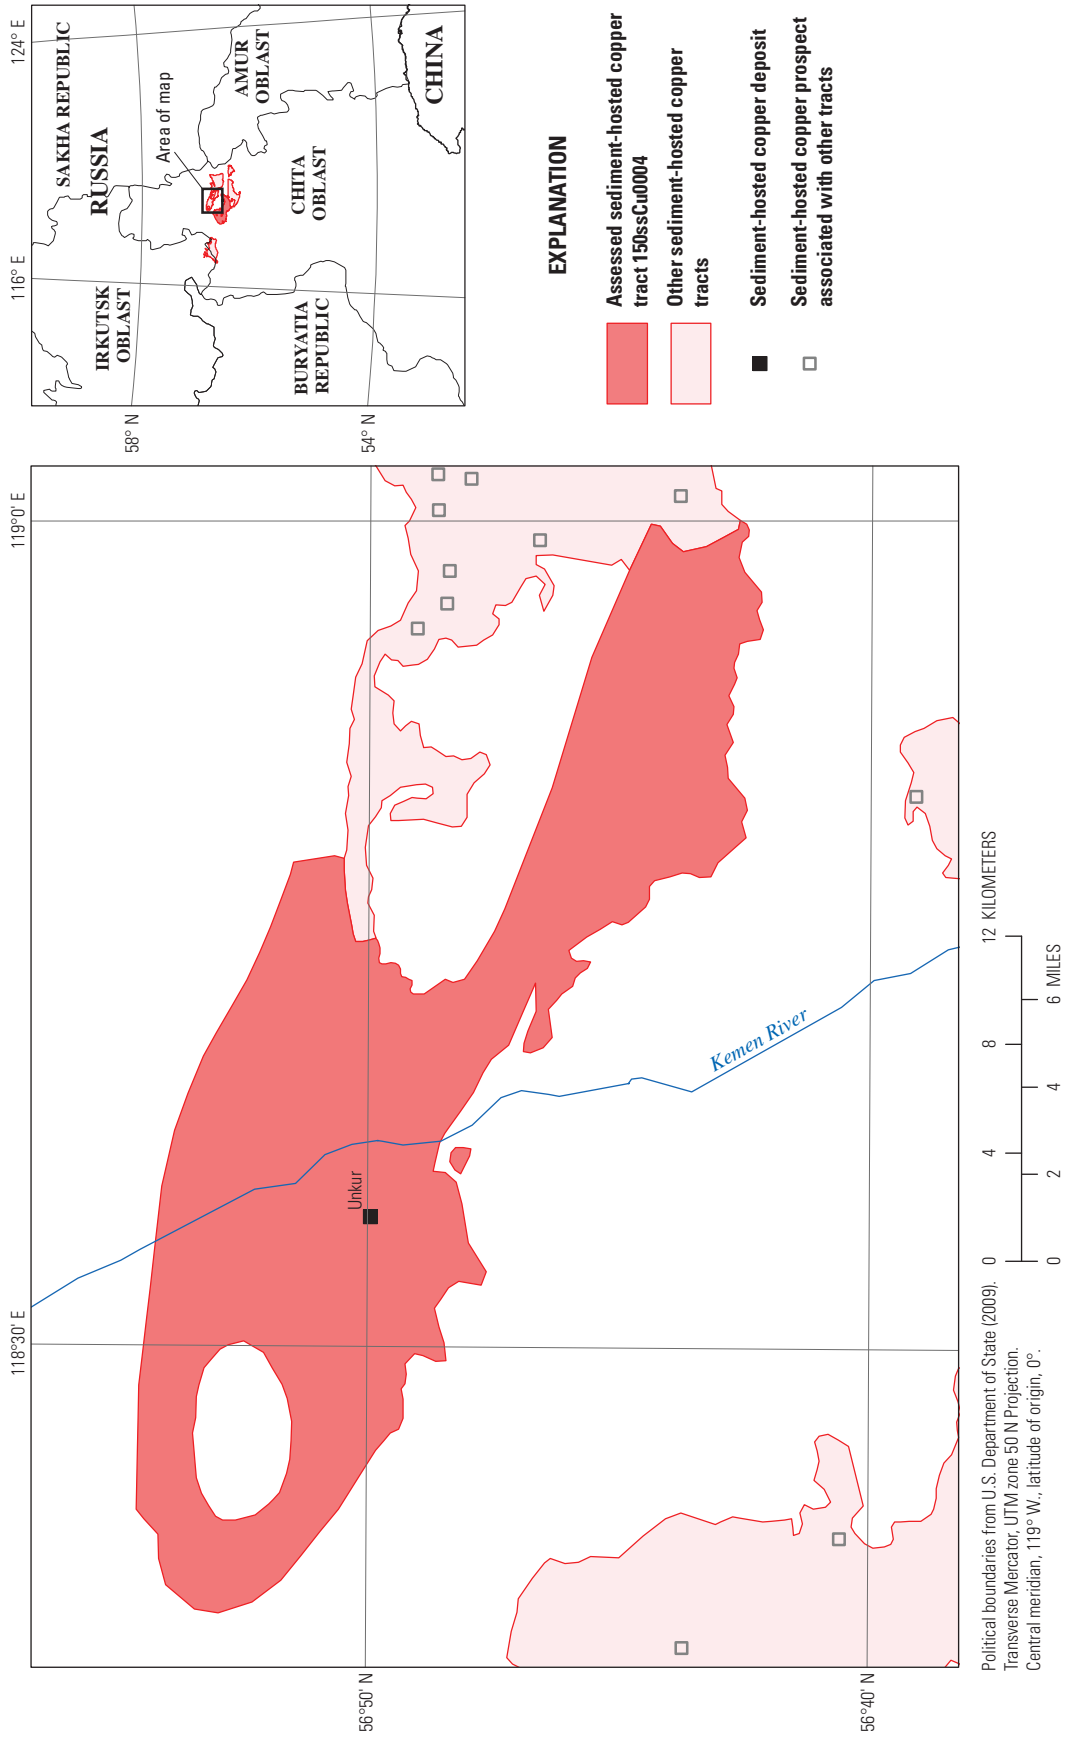 118°30' E
119°0' E
56°50' N
56°40' N
Unkur
Kemen River
116° E
124° E
58° N
54° N
SAKHA REPUBLIC
RUSSIA
Area of map
IRKUTSK
OBLAST
AMUR
OBLAST
CHITA
OBLAST
BURYATIA
REPUBLIC
CHINA
EXPLANATION
Assessed sediment-hosted copper
tract 150ssCu0004
Other sediment-hosted copper
tracts
Sediment-hosted copper deposit
Sediment-hosted copper prospect
associated with other tracts
Political boundaries from U.S. Department of State (2009).
Transverse Mercator, UTM zone 50 N Projection.
Central meridian, 119° W., latitude of origin, 0°.
0 4 8 12 KILOMETERS
0 2 4 6 MILES